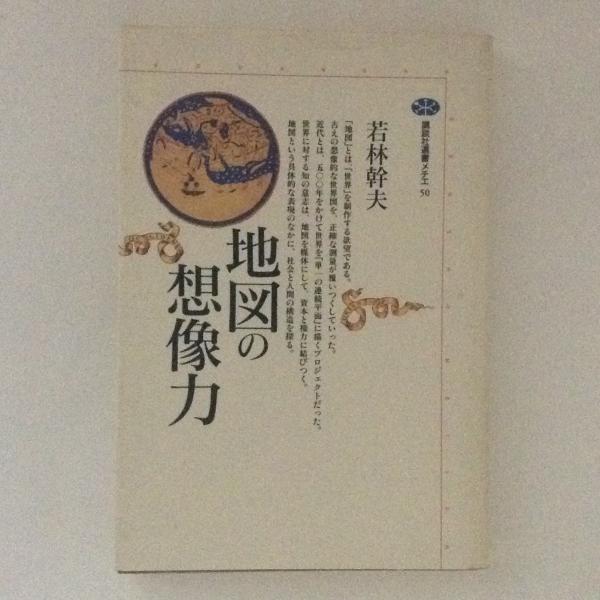 講談社選書メチエ 50
若林幹夫
「地図」とは、「世界」を制作する欲望である。
古えの想像的な世界図を、正確な測量が覆いつくしていった。
近代とは、五〇〇年をかけて世界を「単一の連続平面」に描くプロジェクトだった。
世界に対する知の意志は、地図を媒体にして、資本と権力に結びつく。
地図という具体的な表現のなかに、社会と人間の構造を探る。
地図の
想像力